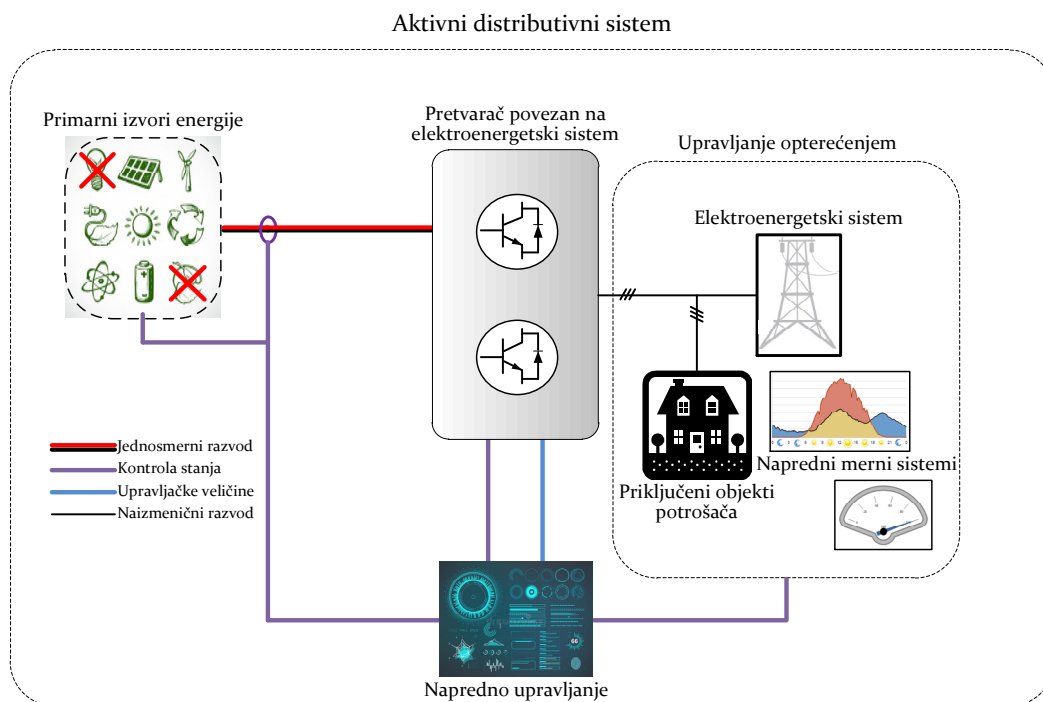 Aktivni distributivni sistem
Primarni izvori energije
Pretvarač povezan na
elektroenergetski sistem
Upravljanje opterećenjem
Elektroenergetski sistem
Jednosmerni razvod
Kontrola stanja
Upravljačke veličine
Naizmenični razvod
Priključeni objekti
potrošača
Napredni merni sistemi
66
Napredno upravljanje